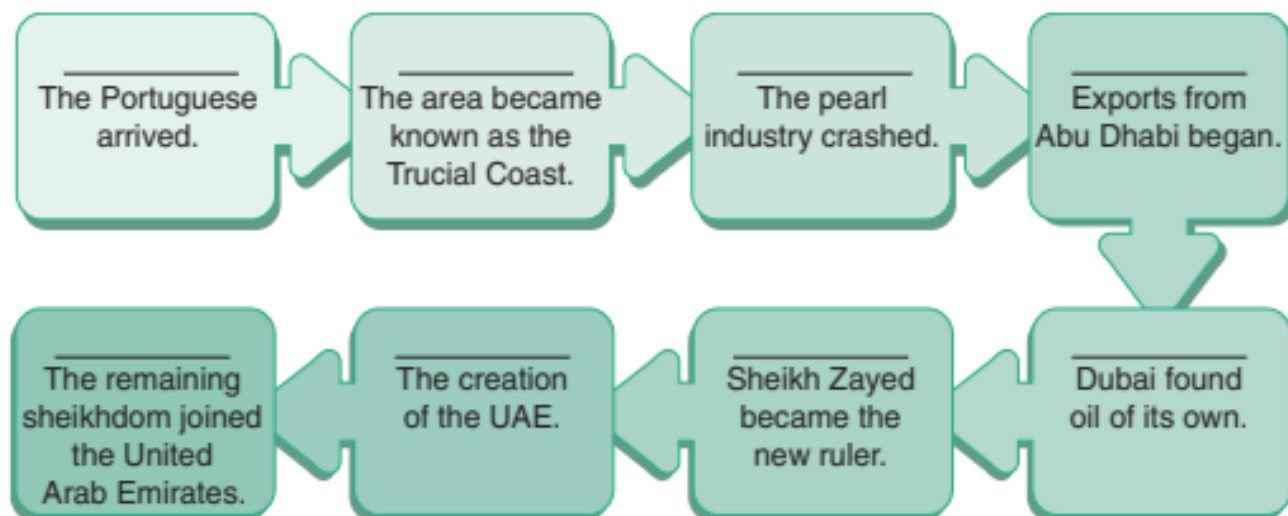 The Portuguese
arrived.
The area became
known as the
Trucial Coast.
The pearl
industry crashed.
Exports from
Abu Dhabi began.
Dubai found
oil of its own.
Sheikh Zayed
became the
new ruler.
The creation
of the UAE.
The remaining
sheikhdom joined
the United
Arab Emirates.